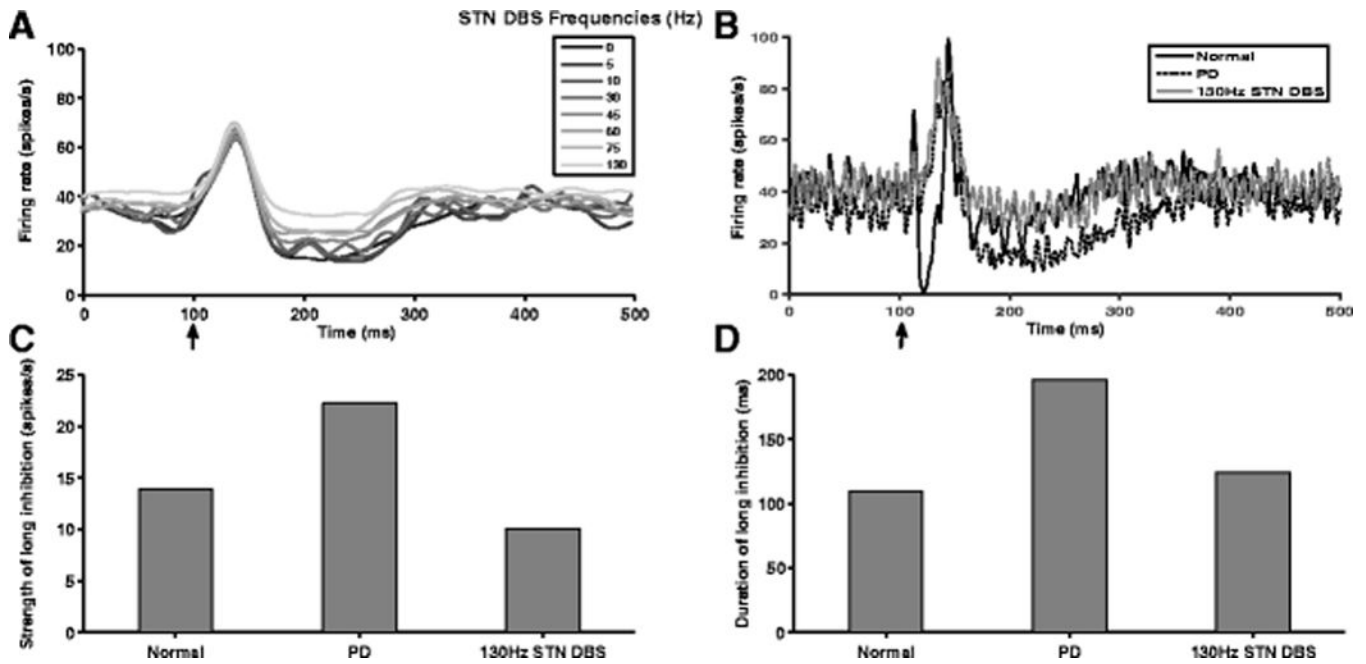 A
STN DBS Frequencies (Hz)
0
5
10
30
45
60
75
130
Firing rate (spikes/s)
100
80
60
40
20
0
0 100 200 300 400 500
Time (ms)
B
Normal
PD
130Hz STN DBS
Firing rate (spikes/s)
100
80
60
40
20
0
0 100 200 300 400 500
Time (ms)
C
Strength of long inhibition (spikes/s)
25
20
15
10
5
0
Normal PD 130Hz STN DBS
D
Duration of long inhibition (ms)
200
150
100
50
0
Normal PD 130Hz STN DBS